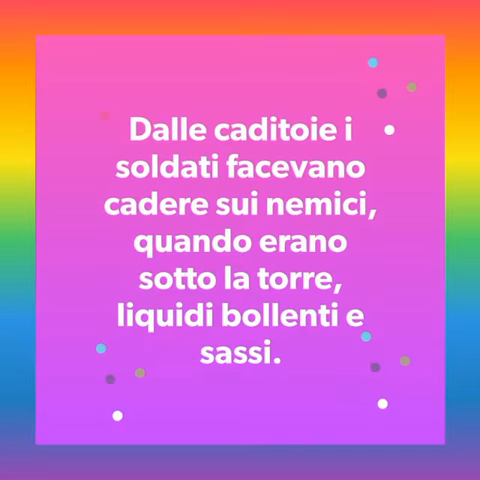 Dalle caditoie i
soldati facevano
cadere sui nemici,
quando erano
sotto la torre,
liquidi bollenti e
sassi.